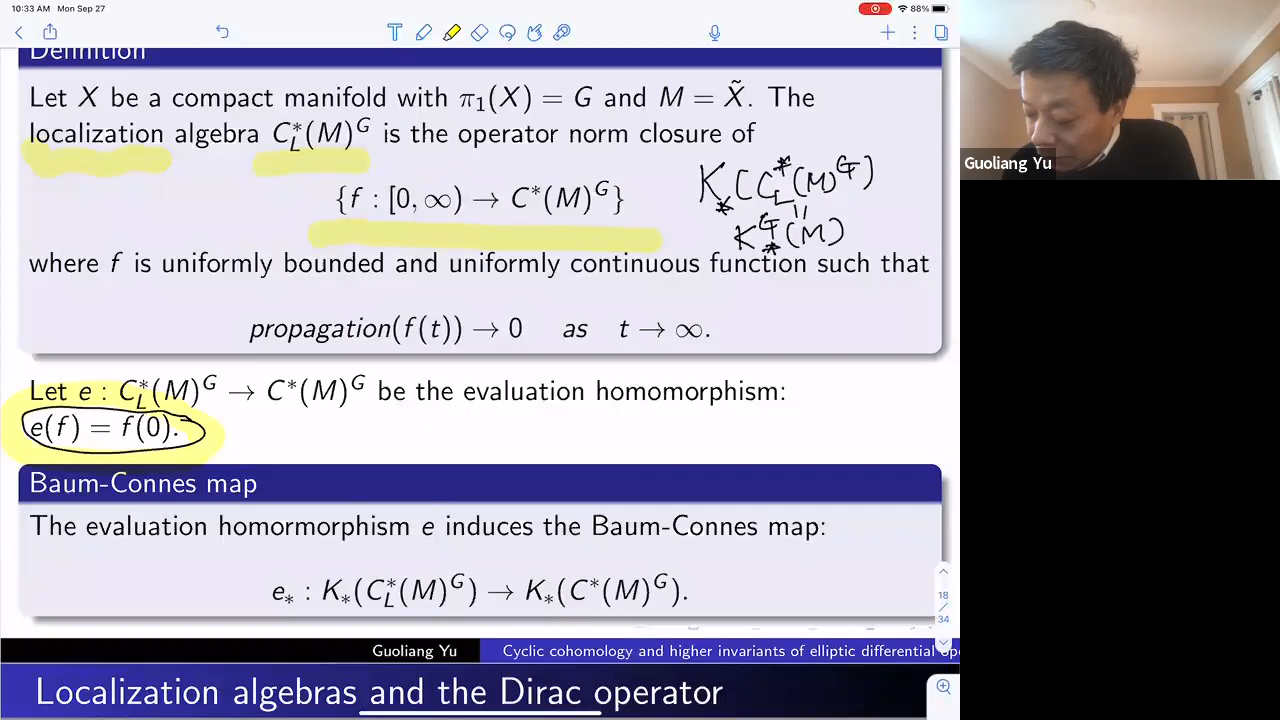 10:33 AM Mon Sep 27
88%
Definition
Let X be a compact manifold with π₁(X) = G and M = X̃. The
localization algebra C*_L(M)^G is the operator norm closure of
{f : [0, ∞) → C*(M)^G}
K_*(C*_L(M)^G)
=
K^G_*(M)
where f is uniformly bounded and uniformly continuous function such that
propagation(f(t)) → 0 as t → ∞.
Let e : C*_L(M)^G → C*(M)^G be the evaluation homomorphism:
e(f) = f(0).
Baum-Connes map
The evaluation homormorphism e induces the Baum-Connes map:
e_* : K_*(C*_L(M)^G) → K_*(C*(M)^G).
18
/
34
Guoliang Yu
Cyclic cohomology and higher invariants of elliptic differential ope
Localization algebras and the Dirac operator
Guoliang Yu